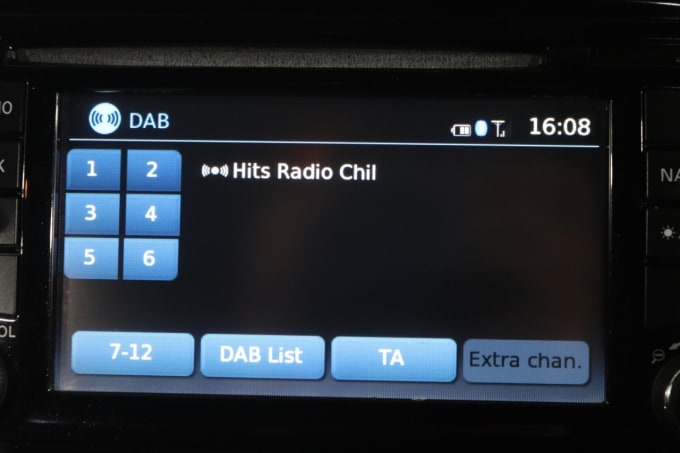 DAB 16:08
1 2 Hits Radio Chil
3 4
5 6
7-12 DAB List TA Extra chan.